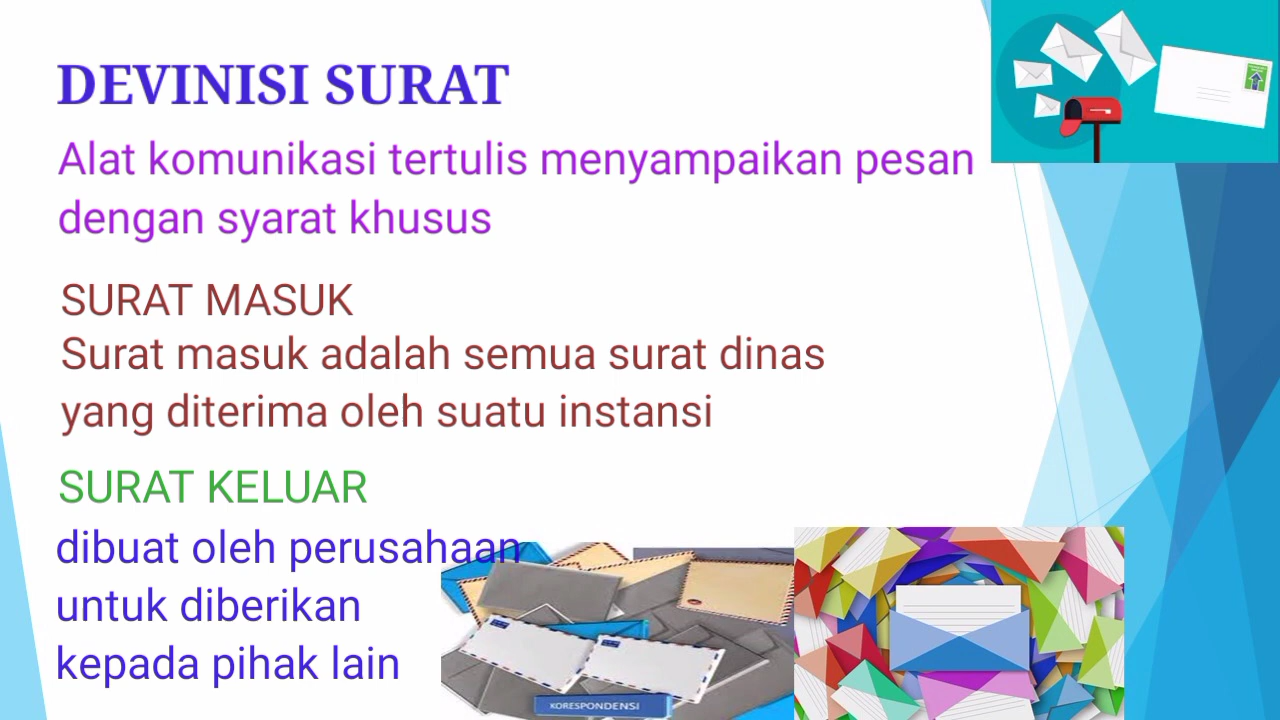 DEVINISI SURAT
Alat komunikasi tertulis menyampaikan pesan
dengan syarat khusus
SURAT MASUK
Surat masuk adalah semua surat dinas
yang diterima oleh suatu instansi
SURAT KELUAR
dibuat oleh perusahaan
untuk diberikan
kepada pihak lain
KORESPONDENSI